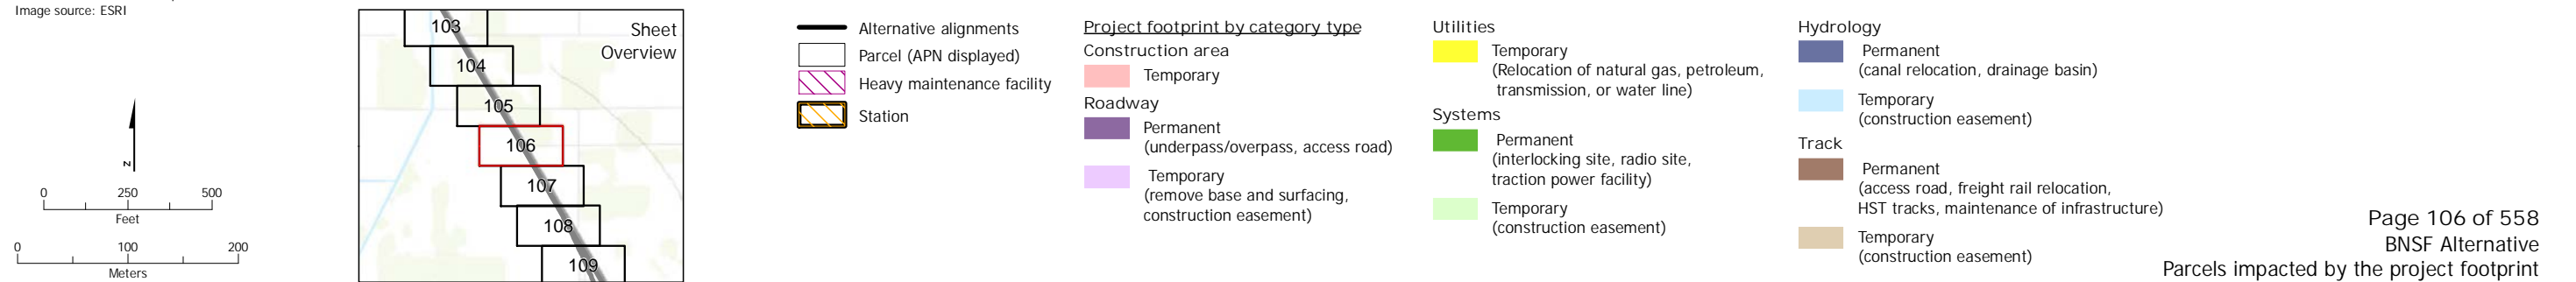 Image source: ESRI
N
0 250 500
Feet
0 100 200
Meters
Sheet
Overview
103
104
105
106
107
108
109
Alternative alignments
Parcel (APN displayed)
Heavy maintenance facility
Station
Project footprint by category type
Construction area
Temporary
Roadway
Permanent
(underpass/overpass, access road)
Temporary
(remove base and surfacing,
construction easement)
Utilities
Temporary
(Relocation of natural gas, petroleum,
transmission, or water line)
Systems
Permanent
(interlocking site, radio site,
traction power facility)
Temporary
(construction easement)
Hydrology
Permanent
(canal relocation, drainage basin)
Temporary
(construction easement)
Track
Permanent
(access road, freight rail relocation,
HST tracks, maintenance of infrastructure)
Temporary
(construction easement)
Page 106 of 558
BNSF Alternative
Parcels impacted by the project footprint